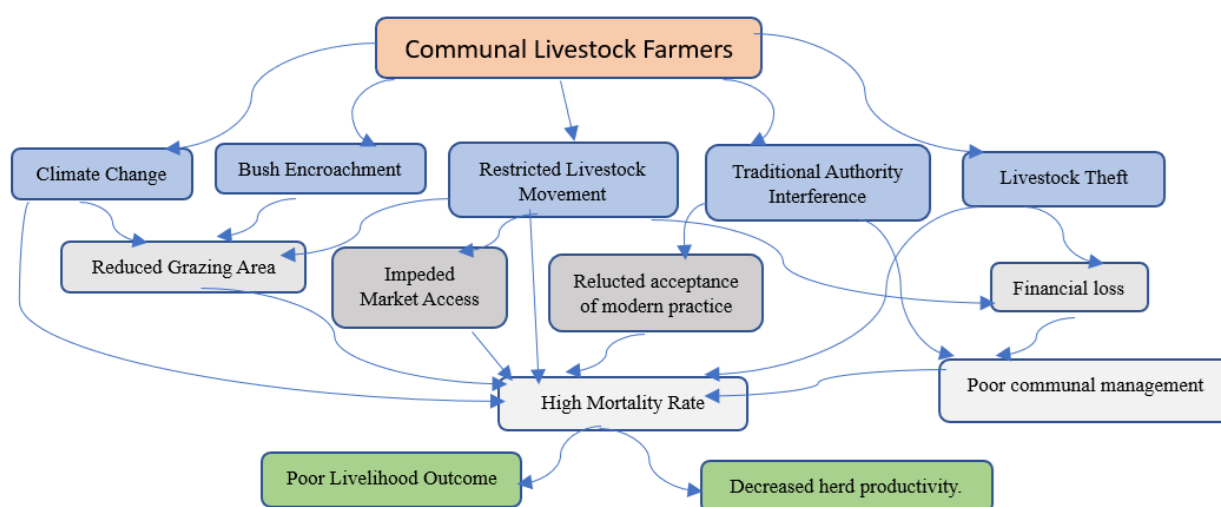 Communal Livestock Farmers
Climate Change
Bush Encroachment
Restricted Livestock
Movement
Traditional Authority
Interference
Livestock Theft
Reduced Grazing Area
Impeded
Market Access
Relucted acceptance
of modern practice
Financial loss
High Mortality Rate
Poor communal management
Poor Livelihood Outcome
Decreased herd productivity.